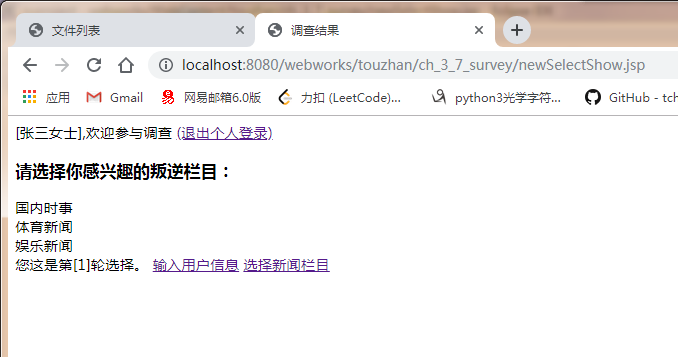 文件列表
调查结果
localhost:8080/webworks/touzhan/ch_3_7_survey/newSelectShow.jsp
应用 Gmail 网易邮箱6.0版 力扣 (LeetCode)... python3光学字符... GitHub - tch
[张三女士],欢迎参与调查 (退出个人登录)
请选择你感兴趣的叛逆栏目：
国内时事
体育新闻
娱乐新闻
您这是第[1]轮选择。 输入用户信息 选择新闻栏目